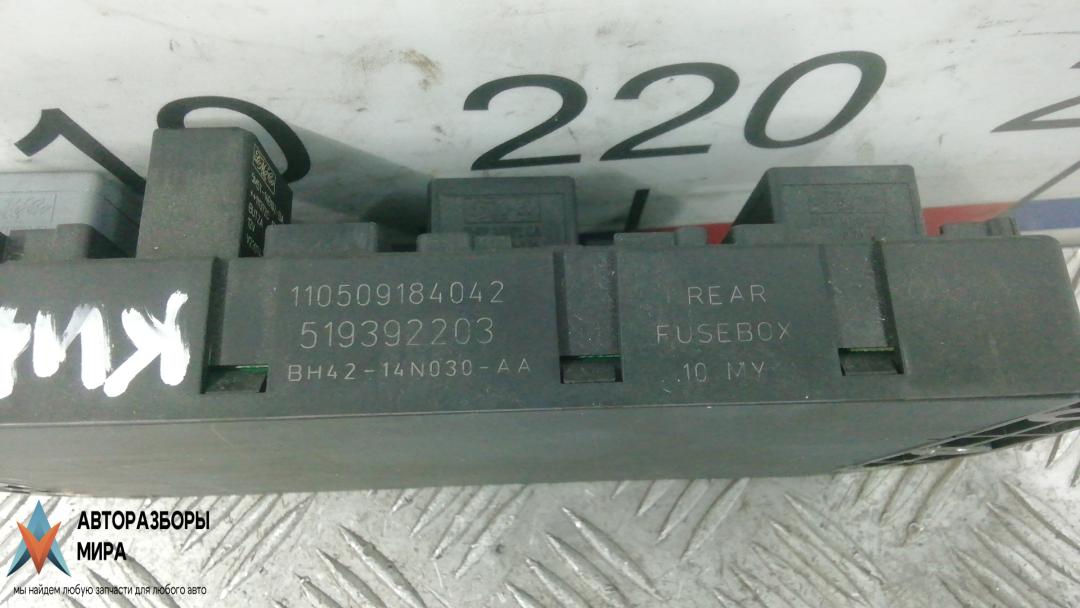 220
110509184042
519392203
BH42-14N030-AA
REAR
FUSEBOX
10 MY
АВТОРАЗБОРЫ
МИРА
мы найдем любую запчасти для любого авто